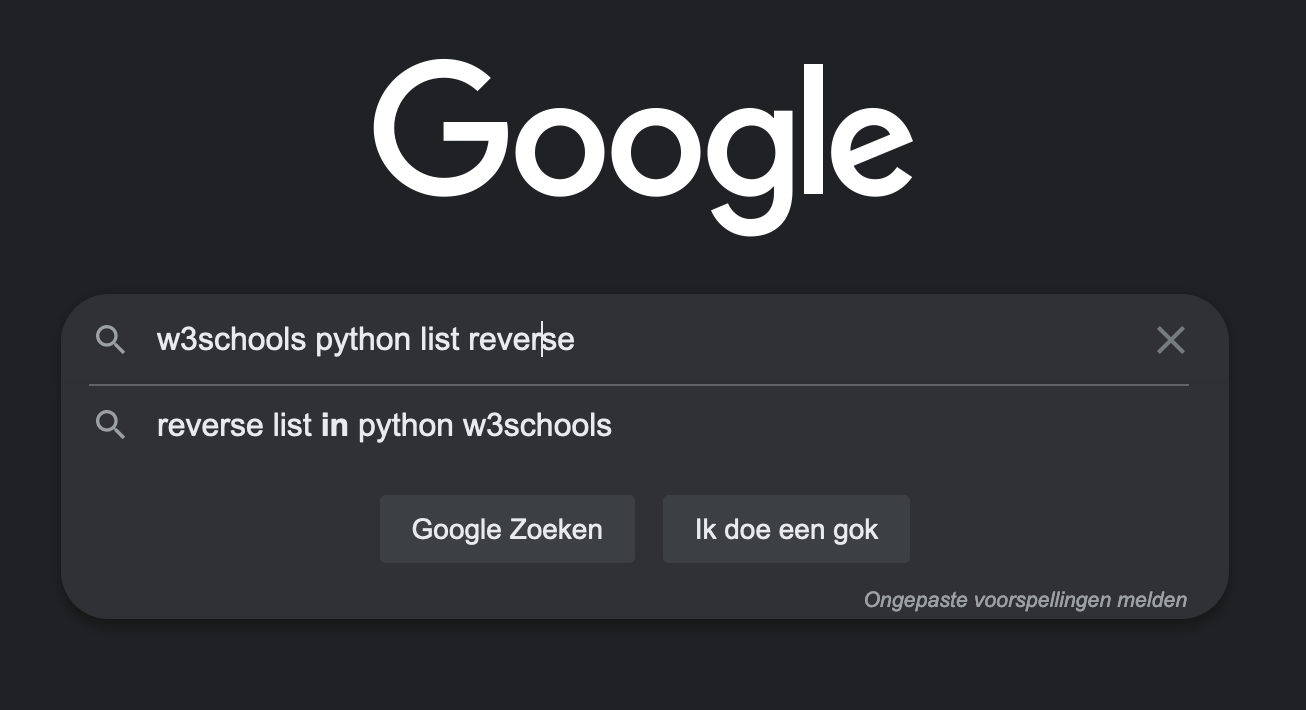 Google
w3schools python list reverse
reverse list in python w3schools
Google Zoeken
Ik doe een gok
Ongepaste voorspellingen melden